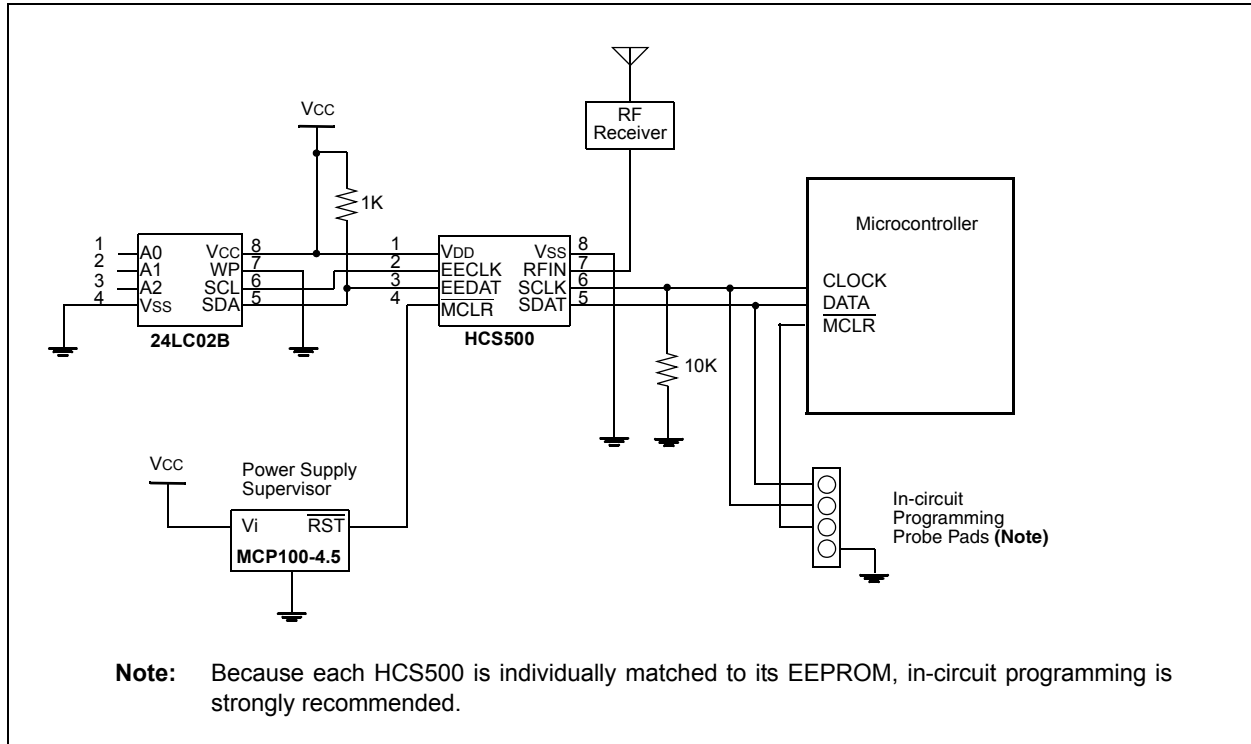 RF
Receiver
VCC
1K
Microcontroller
CLOCK
DATA
MCLR
1 A0 VCC 8
2 A1 WP 7
3 A2 SCL 6
4 VSS SDA 5
24LC02B
1 VDD VSS 8
2 EECLK RFIN 7
3 EEDAT SCLK 6
4 MCLR SDAT 5
HCS500
10K
VCC
Power Supply
Supervisor
Vi RST
MCP100-4.5
In-circuit
Programming
Probe Pads (Note)
Note: Because each HCS500 is individually matched to its EEPROM, in-circuit programming is
strongly recommended.